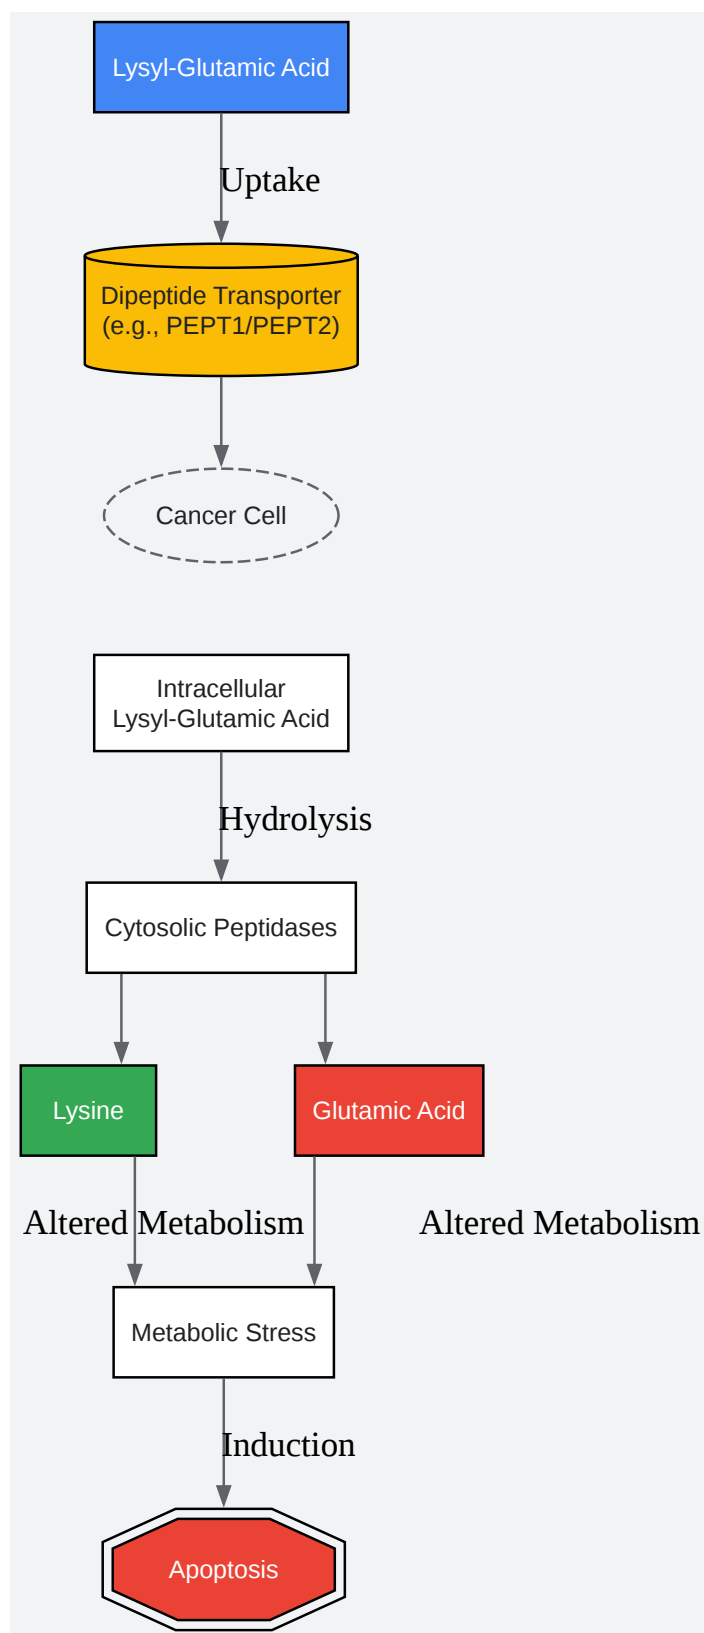 Lysyl-Glutamic Acid
Uptake
Dipeptide Transporter
(e.g., PEPT1/PEPT2)
Cancer Cell
Intracellular
Lysyl-Glutamic Acid
Hydrolysis
Cytosolic Peptidases
Lysine
Glutamic Acid
Altered Metabolism
Altered Metabolism
Metabolic Stress
Induction
Apoptosis